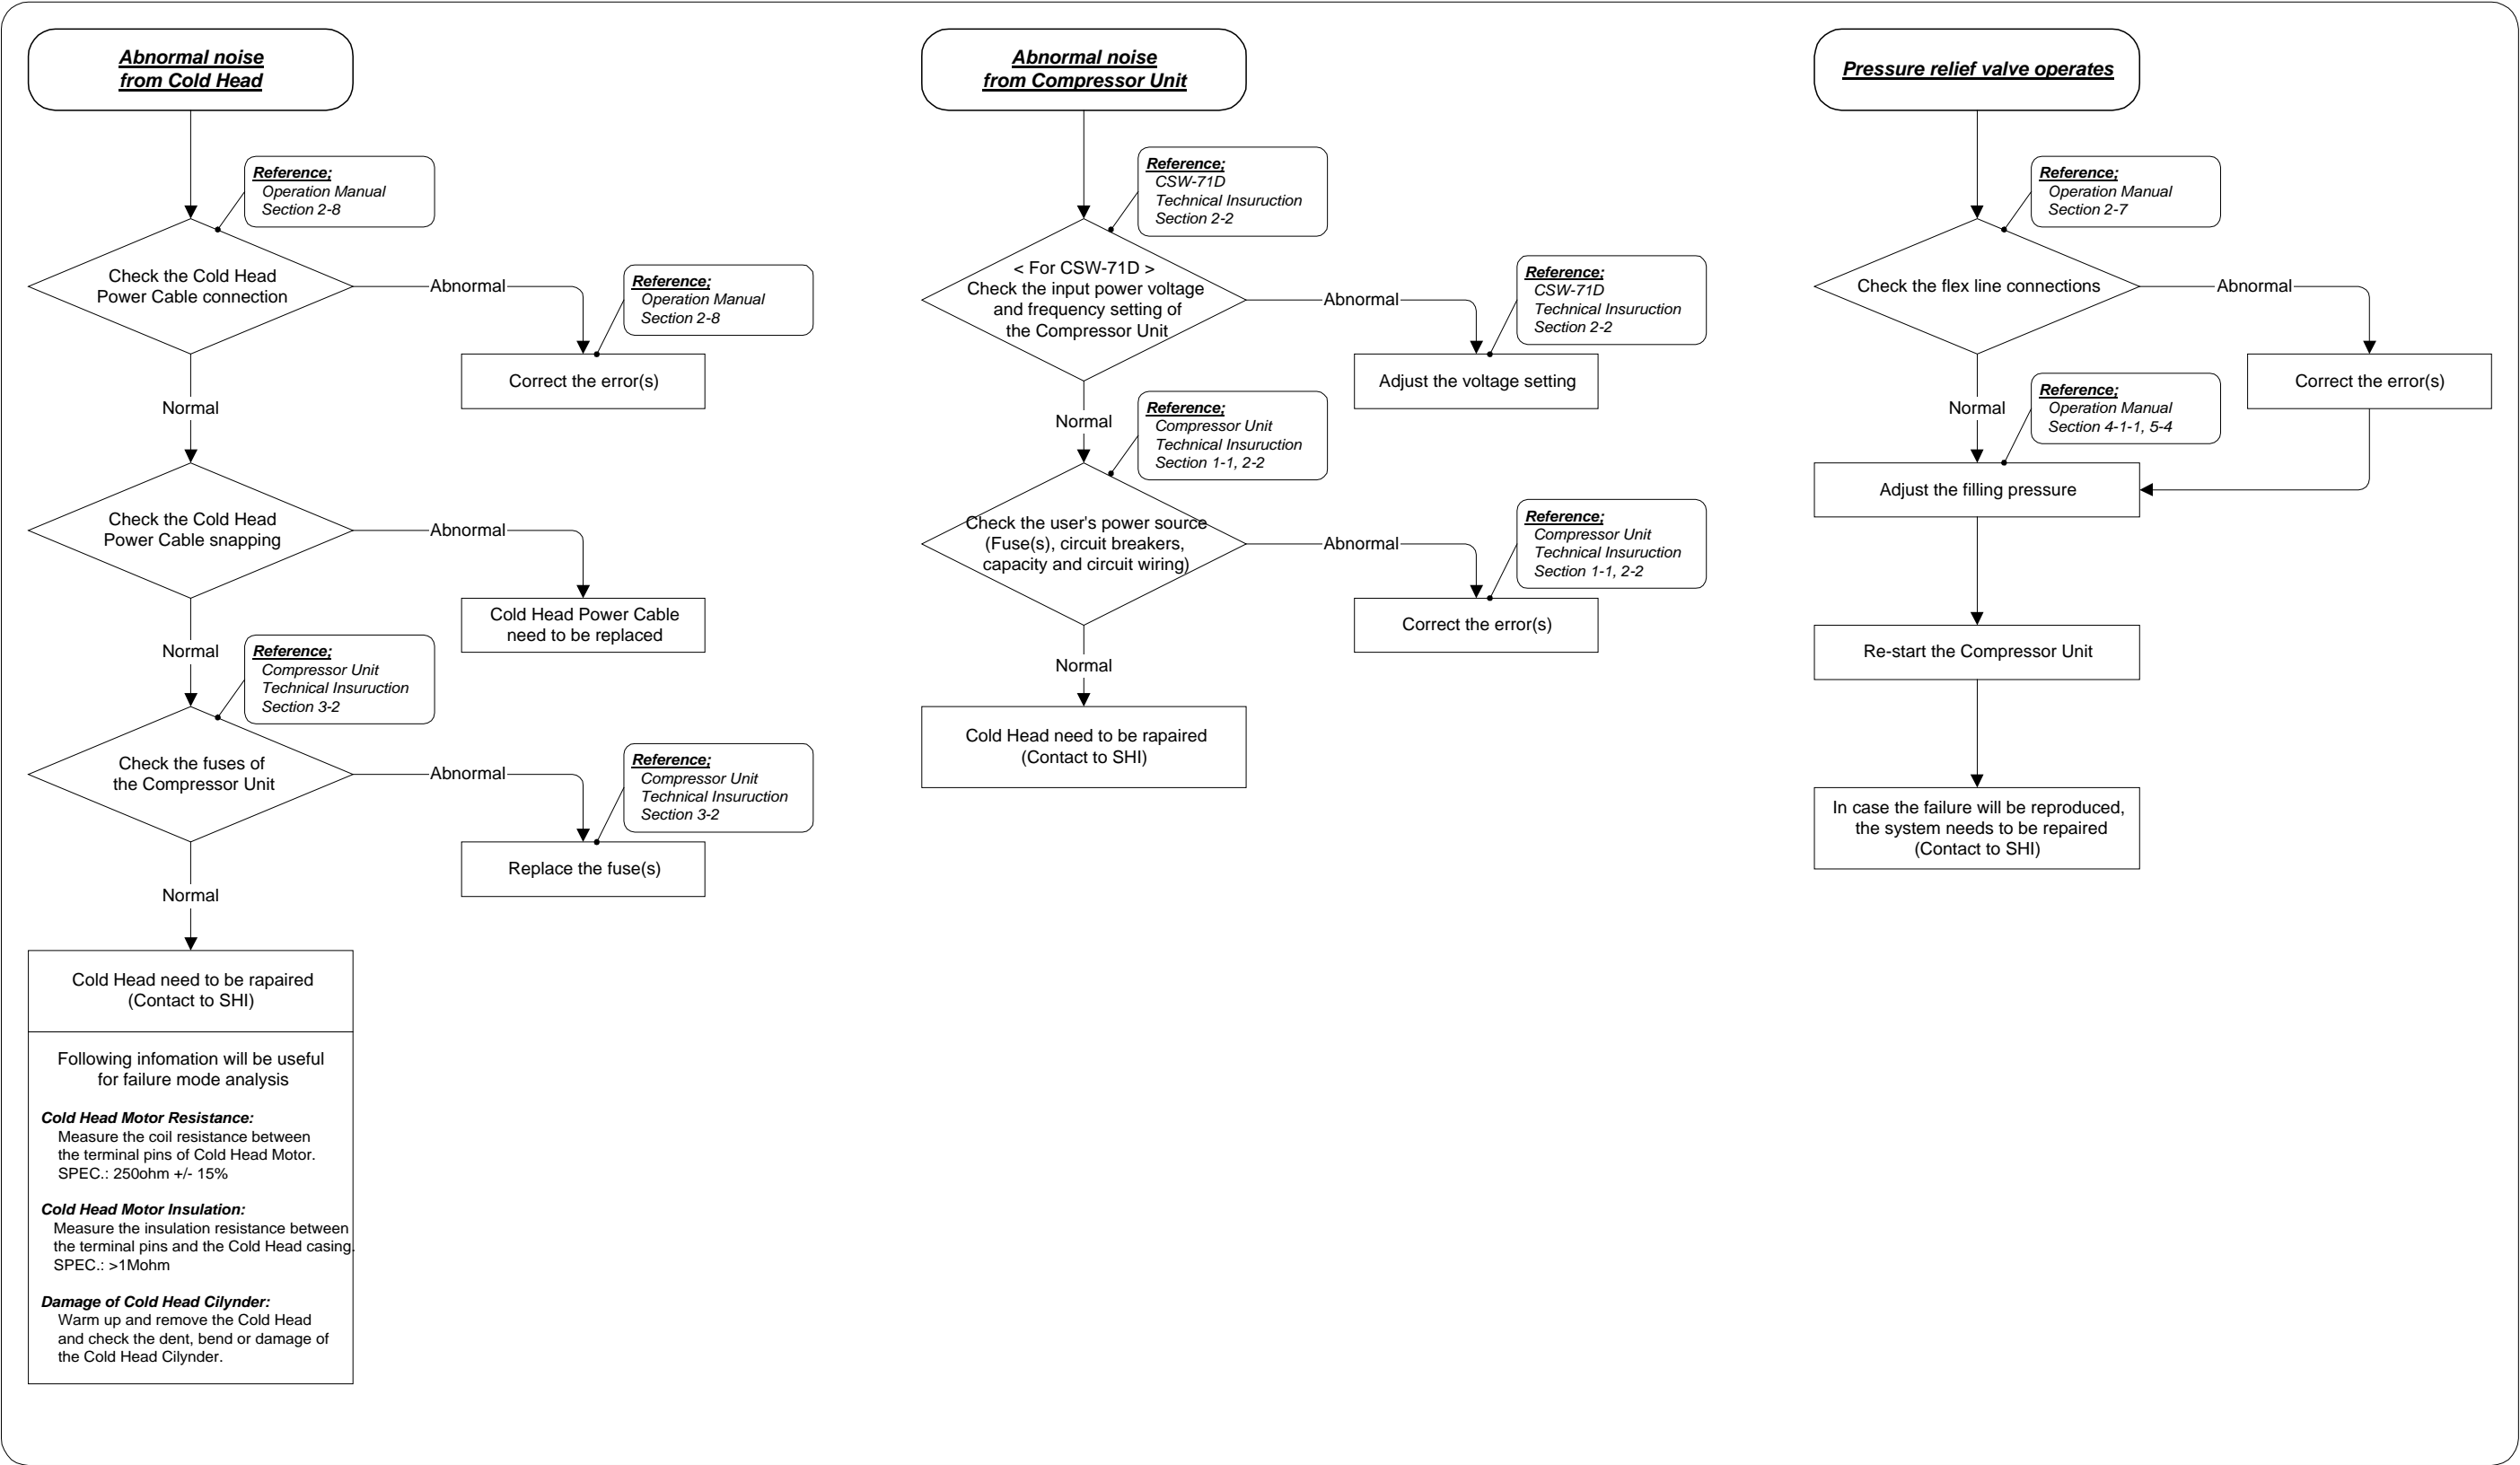 Abnormal noise
from Cold Head
Reference;
Operation Manual
Section 2-8
Check the Cold Head
Power Cable connection
Abnormal
Reference;
Operation Manual
Section 2-8
Correct the error(s)
Normal
Check the Cold Head
Power Cable snapping
Abnormal
Cold Head Power Cable
need to be replaced
Normal
Reference;
Compressor Unit
Technical Insuruction
Section 3-2
Check the fuses of
the Compressor Unit
Abnormal
Reference;
Compressor Unit
Technical Insuruction
Section 3-2
Replace the fuse(s)
Normal
Cold Head need to be rapaired
(Contact to SHI)
Following infomation will be useful
for failure mode analysis
Cold Head Motor Resistance:
Measure the coil resistance between
the terminal pins of Cold Head Motor.
SPEC.: 250ohm +/- 15%
Cold Head Motor Insulation:
Measure the insulation resistance between
the terminal pins and the Cold Head casing.
SPEC.: >1Mohm
Damage of Cold Head Cilynder:
Warm up and remove the Cold Head
and check the dent, bend or damage of
the Cold Head Cilynder.
Abnormal noise
from Compressor Unit
Reference;
CSW-71D
Technical Insuruction
Section 2-2
< For CSW-71D >
Check the input power voltage
and frequency setting of
the Compressor Unit
Abnormal
Reference;
CSW-71D
Technical Insuruction
Section 2-2
Adjust the voltage setting
Normal
Reference;
Compressor Unit
Technical Insuruction
Section 1-1, 2-2
Check the user's power source
(Fuse(s), circuit breakers,
capacity and circuit wiring)
Abnormal
Reference;
Compressor Unit
Technical Insuruction
Section 1-1, 2-2
Correct the error(s)
Normal
Cold Head need to be rapaired
(Contact to SHI)
Pressure relief valve operates
Reference;
Operation Manual
Section 2-7
Check the flex line connections
Abnormal
Correct the error(s)
Normal
Reference;
Operation Manual
Section 4-1-1, 5-4
Adjust the filling pressure
Re-start the Compressor Unit
In case the failure will be reproduced,
the system needs to be repaired
(Contact to SHI)